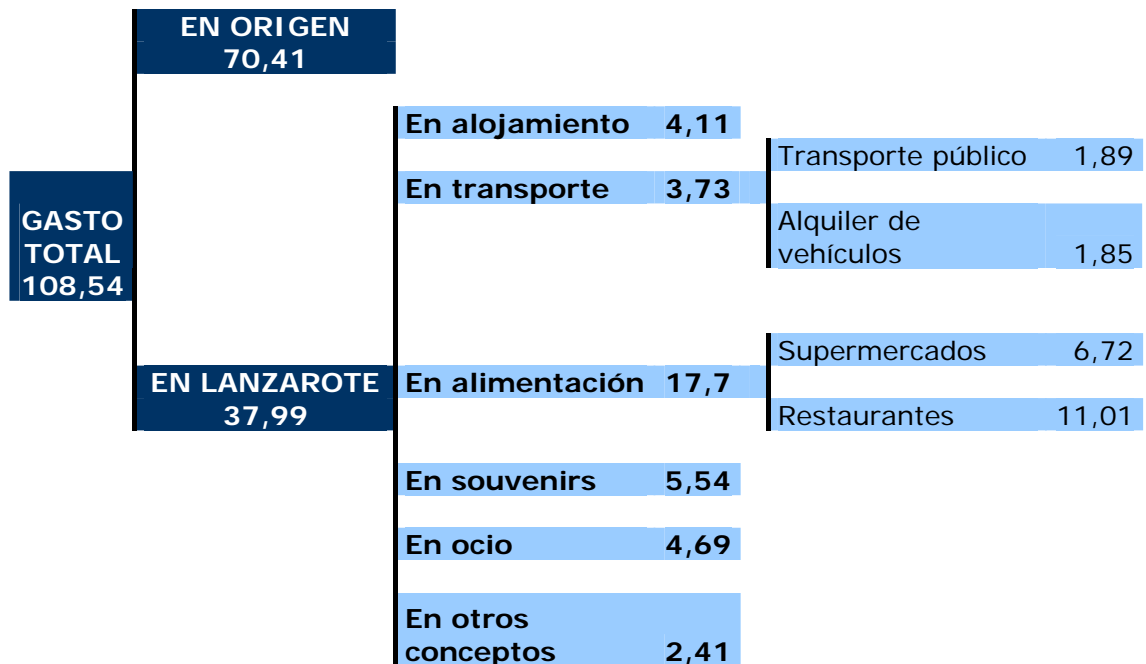 EN ORIGEN
70,41
En alojamiento 4,11
Transporte público 1,89
En transporte 3,73
GASTO
TOTAL
108,54
Alquiler de
vehículos 1,85
Supermercados 6,72
EN LANZAROTE
37,99
En alimentación 17,7
Restaurantes 11,01
En souvenirs 5,54
En ocio 4,69
En otros
conceptos 2,41